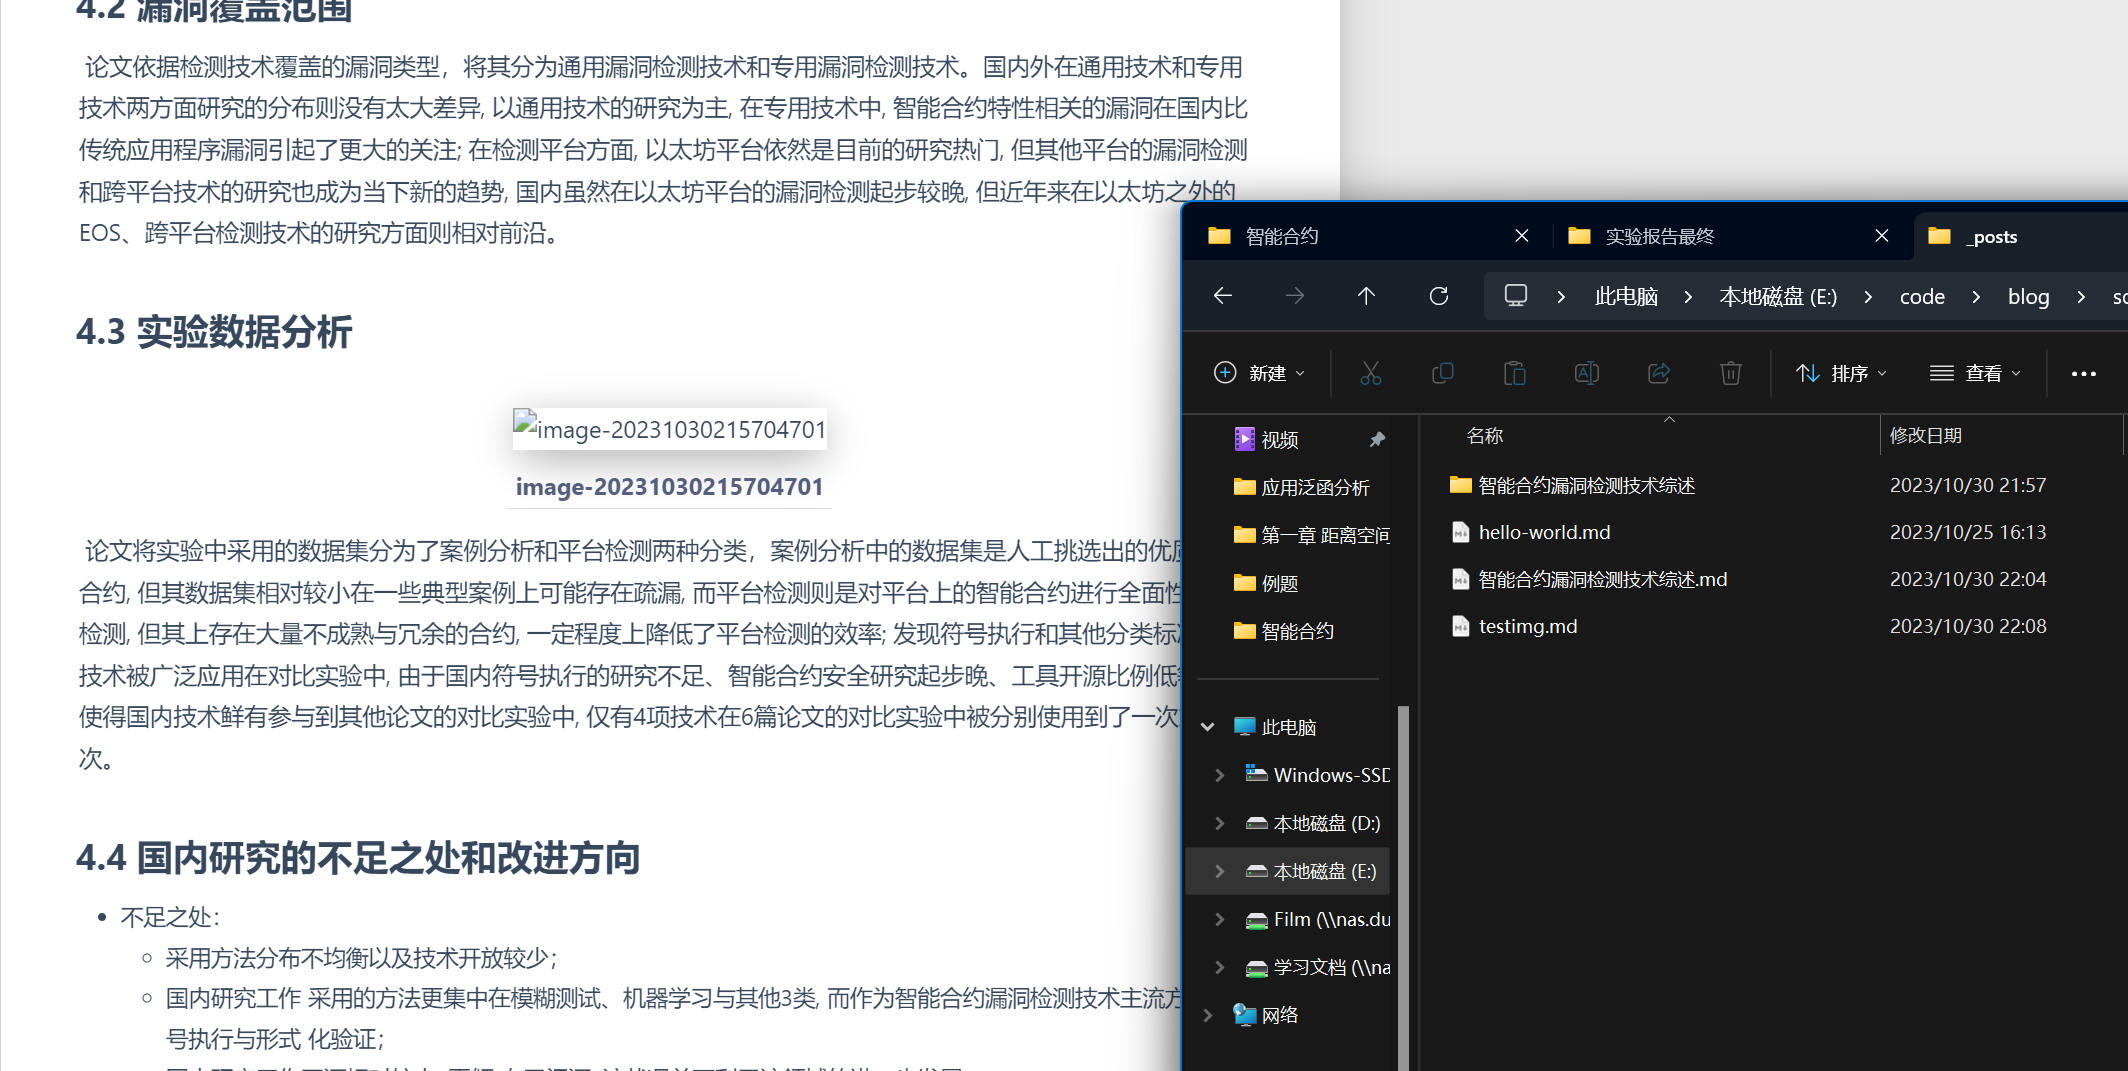 4.2 漏洞覆盖范围
论文依据检测技术覆盖的漏洞类型，将其分为通用漏洞检测技术和专用漏洞检测技术。国内外在通用技术和专用
技术两方面研究的分布则没有太大差异, 以通用技术的研究为主, 在专用技术中, 智能合约特性相关的漏洞在国内比
传统应用程序漏洞引起了更大的关注; 在检测平台方面, 以太坊平台依然是目前的研究热门, 但其他平台的漏洞检测
和跨平台技术的研究也成为当下新的趋势, 国内虽然在以太坊平台的漏洞检测起步较晚, 但近年来在以太坊之外的
EOS、跨平台检测技术的研究方面则相对前沿。
4.3 实验数据分析
image-20231030215704701
image-20231030215704701
论文将实验中采用的数据集分为了案例分析和平台检测两种分类，案例分析中的数据集是人工挑选出的优
合约, 但其数据集相对较小在一些典型案例上可能存在疏漏, 而平台检测则是对平台上的智能合约进行全面性
检测, 但其上存在大量不成熟与冗余的合约, 一定程度上降低了平台检测的效率; 发现符号执行和其他分类标
技术被广泛应用在对比实验中, 由于国内符号执行的研究不足、智能合约安全研究起步晚、工具开源比例低
使得国内技术鲜有参与到其他论文的对比实验中, 仅有4项技术在6篇论文的对比实验中被分别使用到了一次
次。
4.4 国内研究的不足之处和改进方向
不足之处：
采用方法分布不均衡以及技术开放较少；
国内研究工作 采用的方法更集中在模糊测试、机器学习与其他3类, 而作为智能合约漏洞检测技术主流
号执行与形式 化验证；
智能合约
实验报告最终
_posts
此电脑
本地磁盘 (E:)
code
blog
新建
排序
查看
名称
修改日期
智能合约漏洞检测技术综述 2023/10/30 21:57
hello-world.md 2023/10/25 16:13
智能合约漏洞检测技术综述.md 2023/10/30 22:04
testimg.md 2023/10/30 22:08
视频
应用泛函分析
第一章 距离空间
例题
智能合约
此电脑
Windows-SSD
本地磁盘 (D:)
本地磁盘 (E:)
Film (\\nas.du
学习文档 (\\na
网络